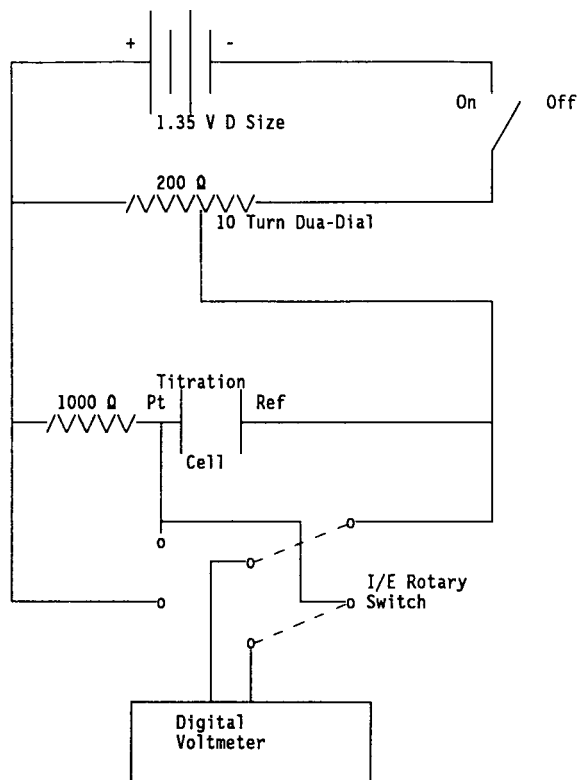 + -
On Off
1.35 V D Size
200 Ω
10 Turn Dua-Dial
Titration
1000 Ω Pt Ref
Cell
I/E Rotary
Switch
Digital
Voltmeter